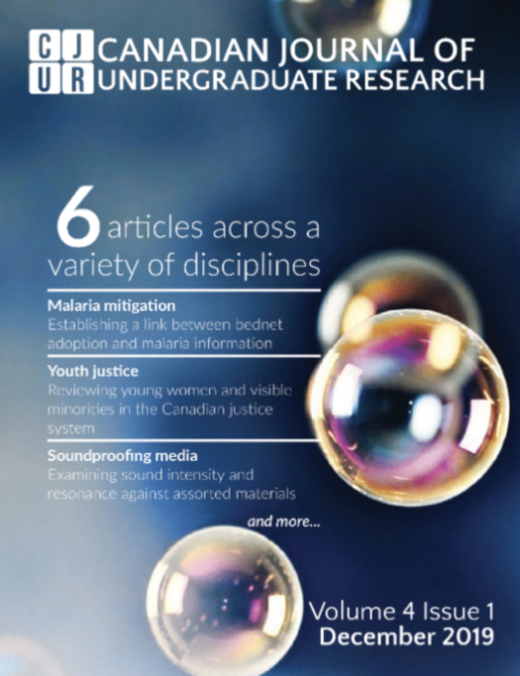 CJ CANADIAN JOURNAL OF
UR UNDERGRADUATE RESEARCH
6 articles across a
variety of disciplines
Malaria mitigation
Establishing a link between bednet
adoption and malaria information
Youth justice
Reviewing young women and visible
minorities in the Canadian justice
system
Soundproofing media
Examining sound intensity and
resonance against assorted materials
and more...
Volume 4 Issue 1
December 2019